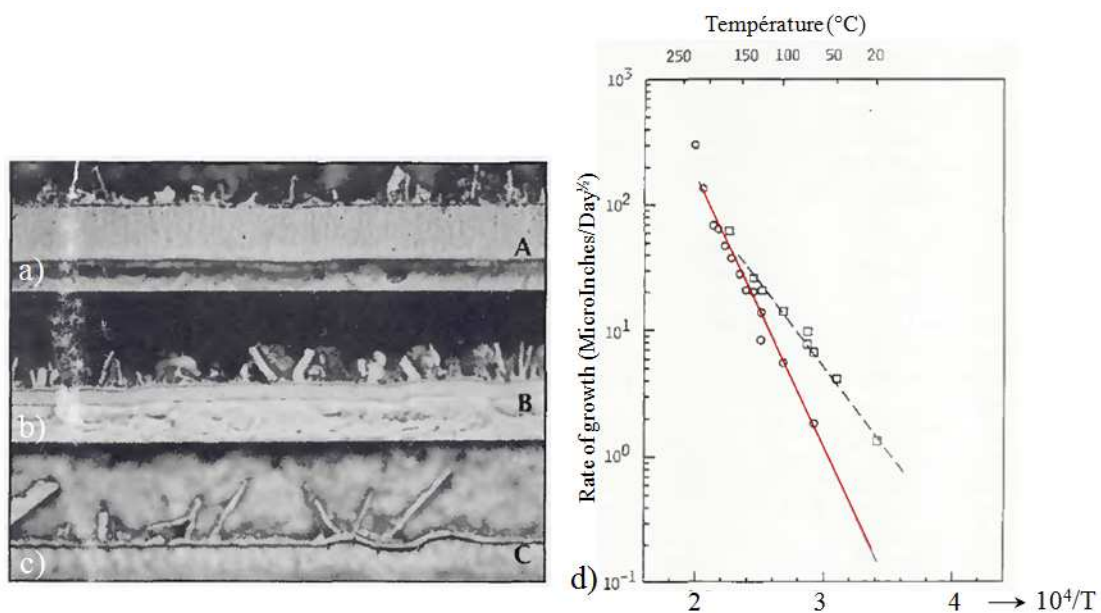 Température (°C)
250 150 100 50 20
10³
10²
10¹
10⁰
10⁻¹
Rate of growth (MicroInches/Day½)
2 3 4 → 10⁴/T
A
a)
B
b)
C
c)
d)